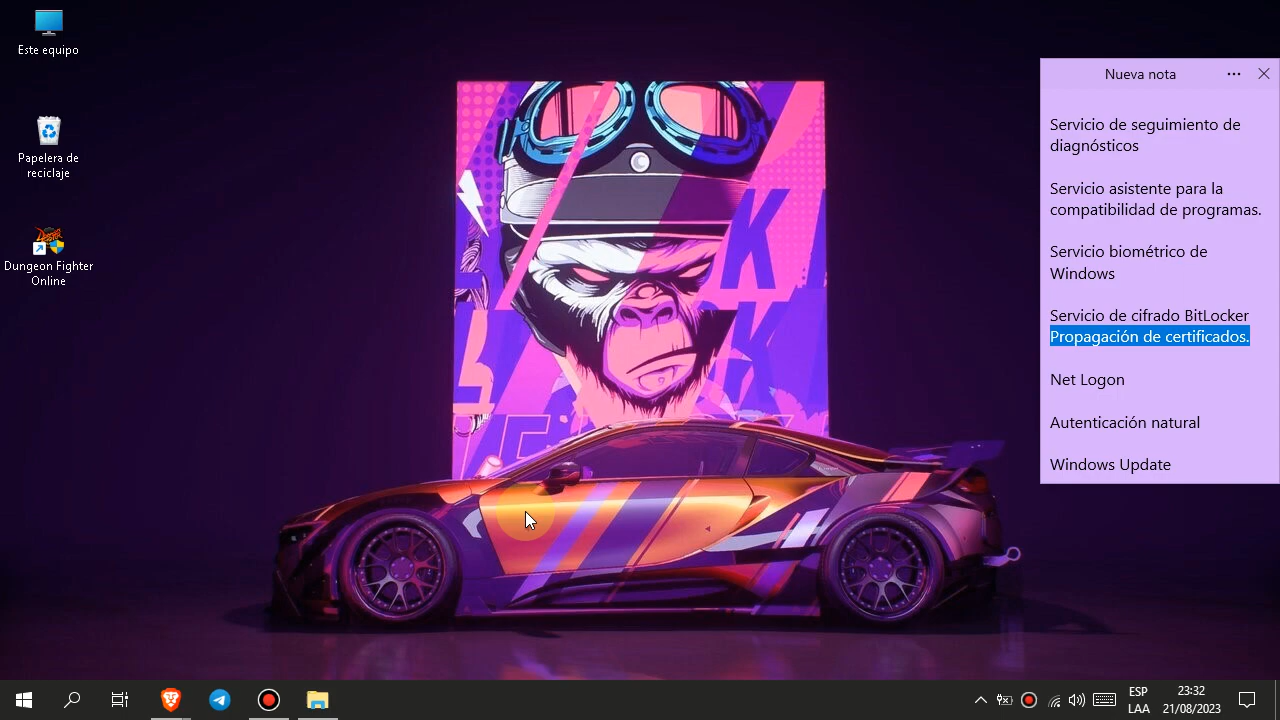 Este equipo
Papelera de
reciclaje
Dungeon Fighter
Online
Nueva nota
Servicio de seguimiento de
diagnósticos
Servicio asistente para la
compatibilidad de programas.
Servicio biométrico de
Windows
Servicio de cifrado BitLocker
Propagación de certificados.
Net Logon
Autenticación natural
Windows Update
ESP
LAA
23:32
21/08/2023